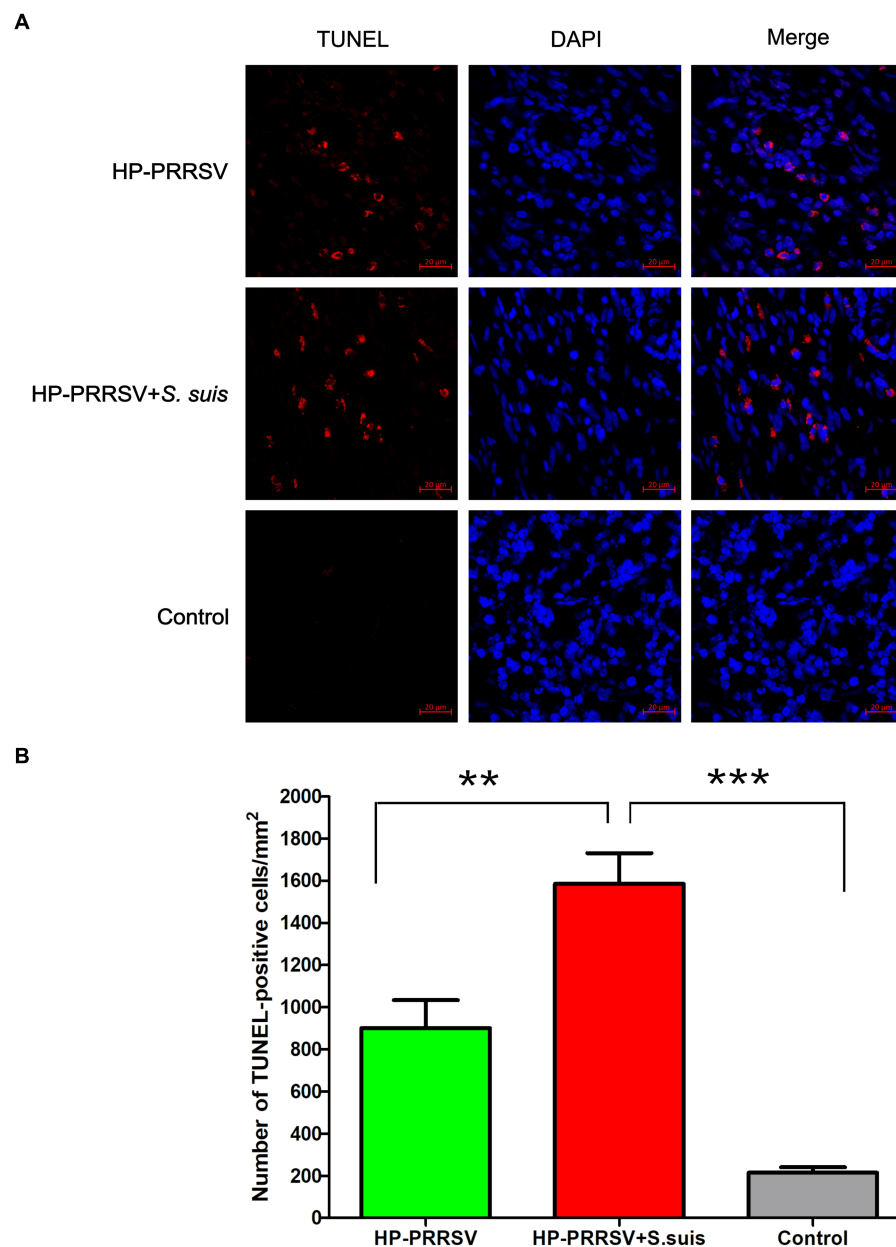 A
TUNEL DAPI Merge
HP-PRRSV
20 µm 20 µm 20 µm
HP-PRRSV+S. suis
20 µm 20 µm 20 µm
Control
20 µm 20 µm 20 µm
B
** ***
Number of TUNEL-positive cells/mm²
2000
1800
1600
1400
1200
1000
800
600
400
200
0
HP-PRRSV HP-PRRSV+S.suis Control